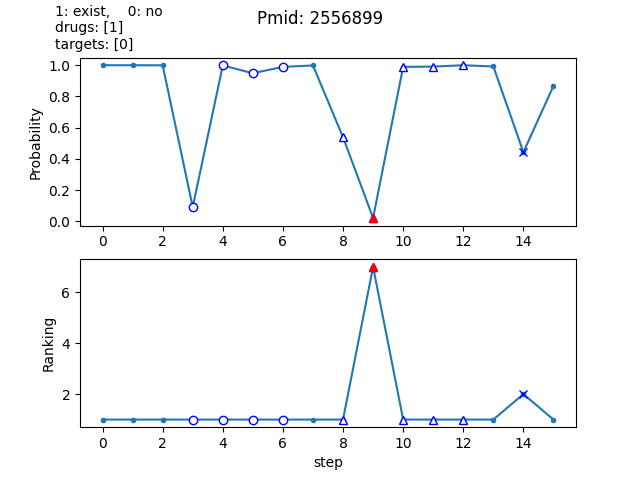 1: exist,    0: no
drugs: [1]
targets: [0]
Pmid: 2556899
Probability
1.0
0.8
0.6
0.4
0.2
0.0
0 2 4 6 8 10 12 14
Ranking
6
4
2
0 2 4 6 8 10 12 14
step